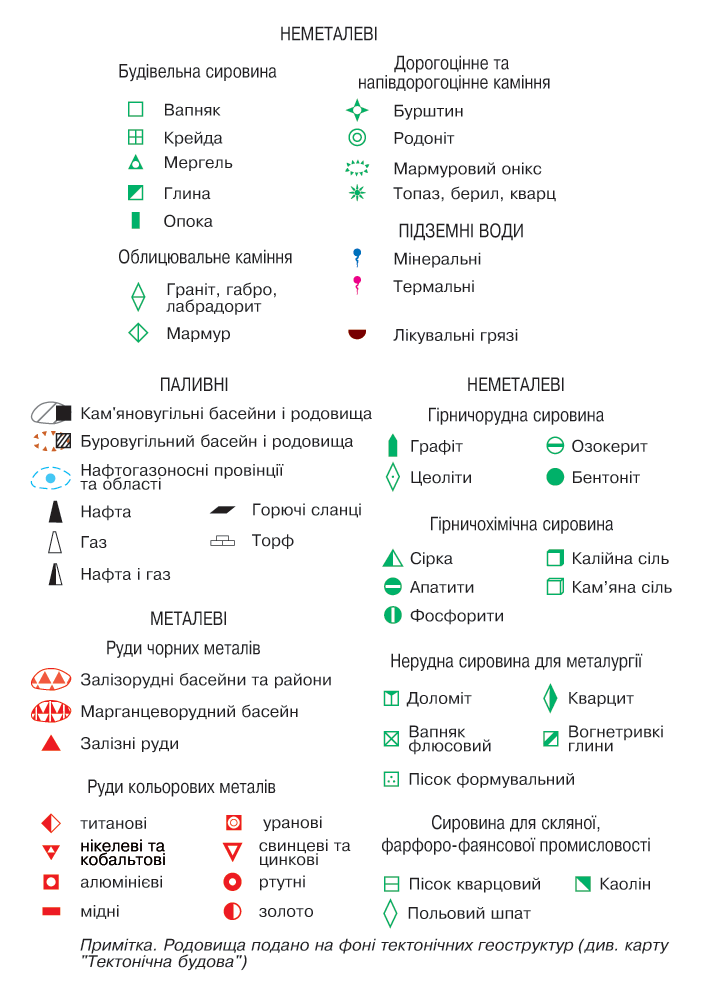 НЕМЕТАЛЕВІ
Будівельна сировина
Вапняк
Крейда
Мергель
Глина
Опока
Облицювальне каміння
Граніт, габро,
лабрадорит
Мармур
Дорогоцінне та
напівдорогоцінне каміння
Бурштин
Родоніт
Мармуровий онікс
Топаз, берил, кварц
ПІДЗЕМНІ ВОДИ
Мінеральні
Термальні
Лікувальні грязі
ПАЛИВНІ
Кам'яновугільні басейни і родовища
Буровугільний басейн і родовища
Нафтогазоносні провінції
та області
Нафта
Горючі сланці
Газ
Торф
Нафта і газ
МЕТАЛЕВІ
Руди чорних металів
Залізорудні басейни та райони
Марганцеворудний басейн
Залізні руди
Руди кольорових металів
титанові
уранові
нікелеві та
кобальтові
свинцеві та
цинкові
алюмінієві
ртутні
мідні
золото
НЕМЕТАЛЕВІ
Гірничорудна сировина
Графіт
Озокерит
Цеоліти
Бентоніт
Гірничохімічна сировина
Сірка
Калійна сіль
Апатити
Кам'яна сіль
Фосфорити
Нерудна сировина для металургії
Доломіт
Кварцит
Вапняк
флюсовий
Вогнетривкі
глини
Пісок формувальний
Сировина для скляної,
фарфоро-фаянсової промисловості
Пісок кварцовий
Каолін
Польовий шпат
Примітка. Родовища подано на фоні тектонічних геоструктур (див. карту
"Тектонічна будова")